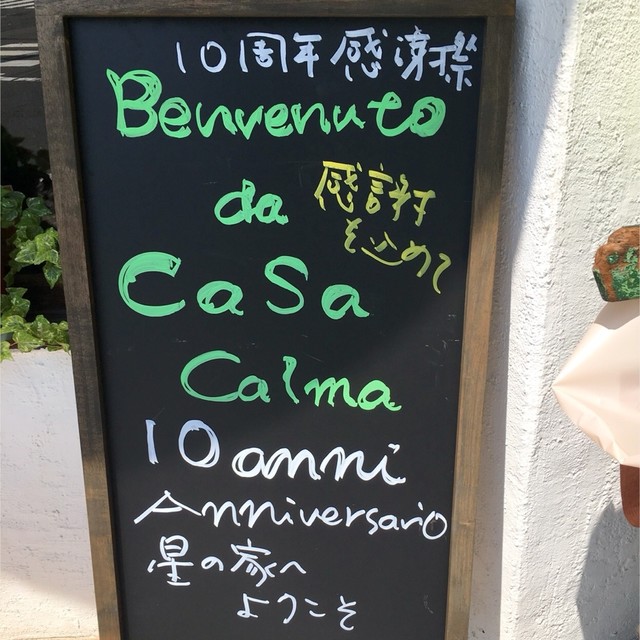 10周年感謝祭
Benvenuto
da
感謝
を込めて
CaSa
Calma
10 anni
Anniversario
星の家へ
ようこそ